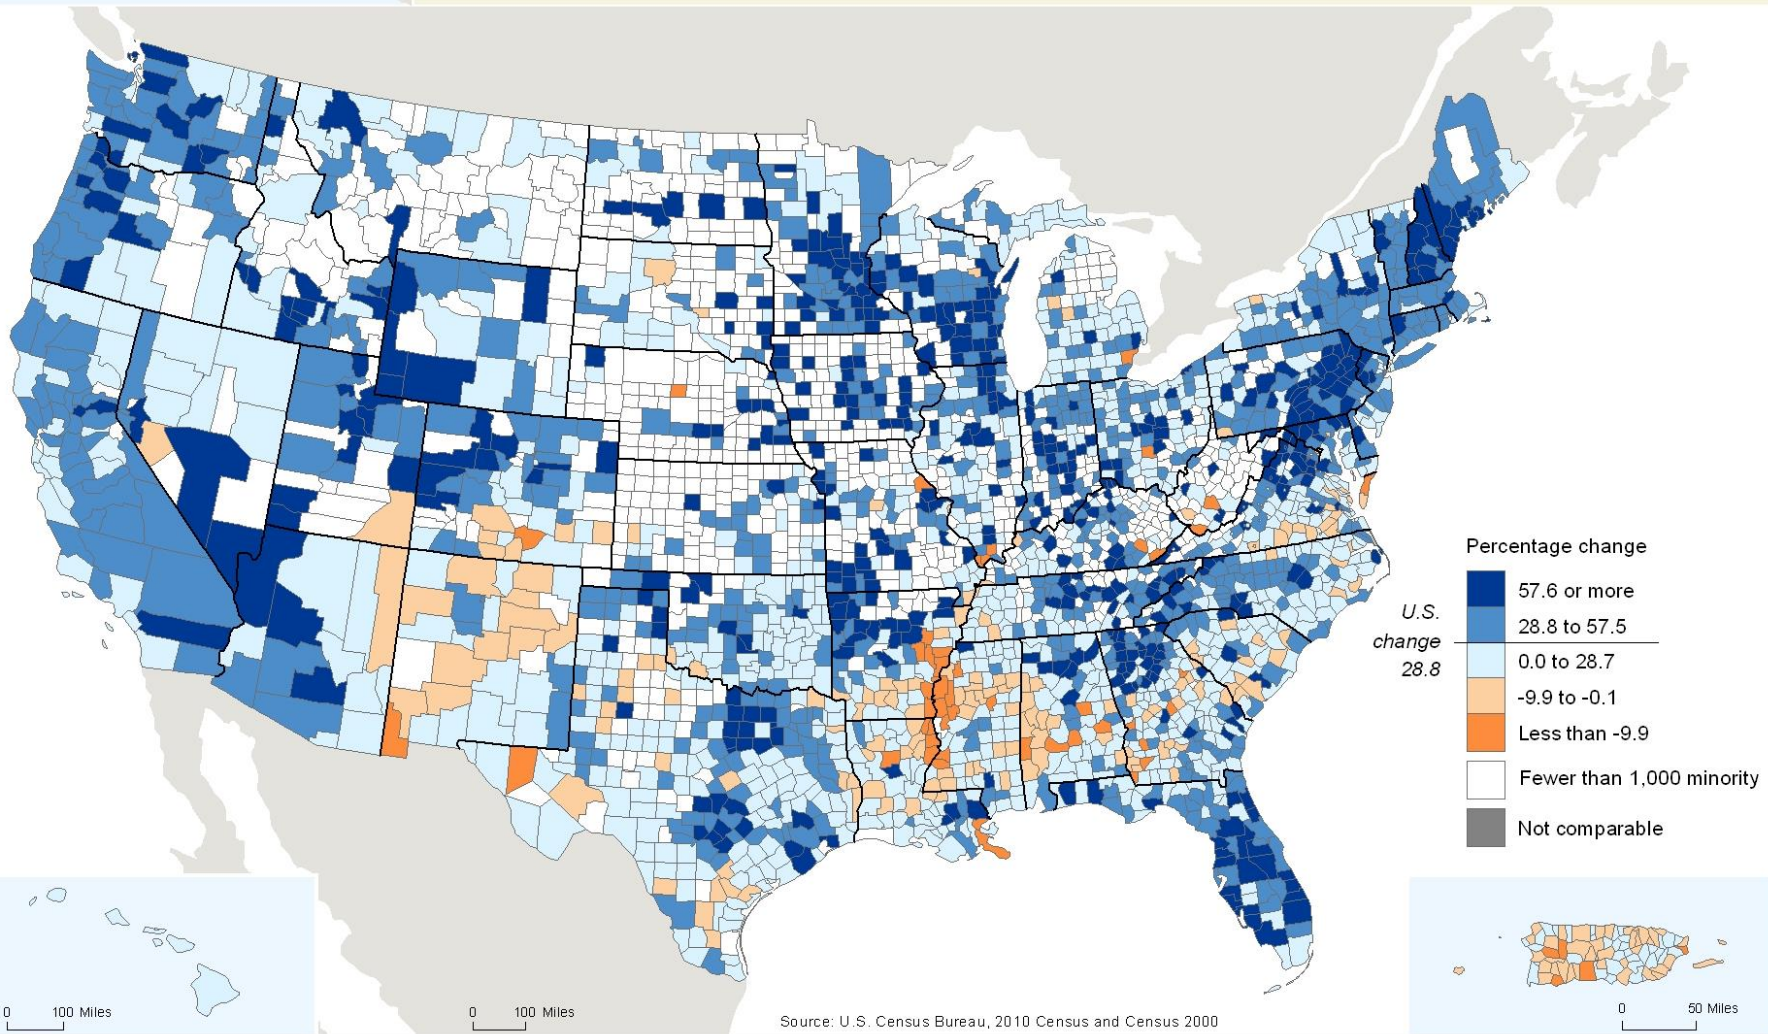 Percentage change
57.6 or more
28.8 to 57.5
U.S.
change
28.8
0.0 to 28.7
-9.9 to -0.1
Less than -9.9
Fewer than 1,000 minority
Not comparable
0 100 Miles
0 100 Miles
Source: U.S. Census Bureau, 2010 Census and Census 2000
0 50 Miles